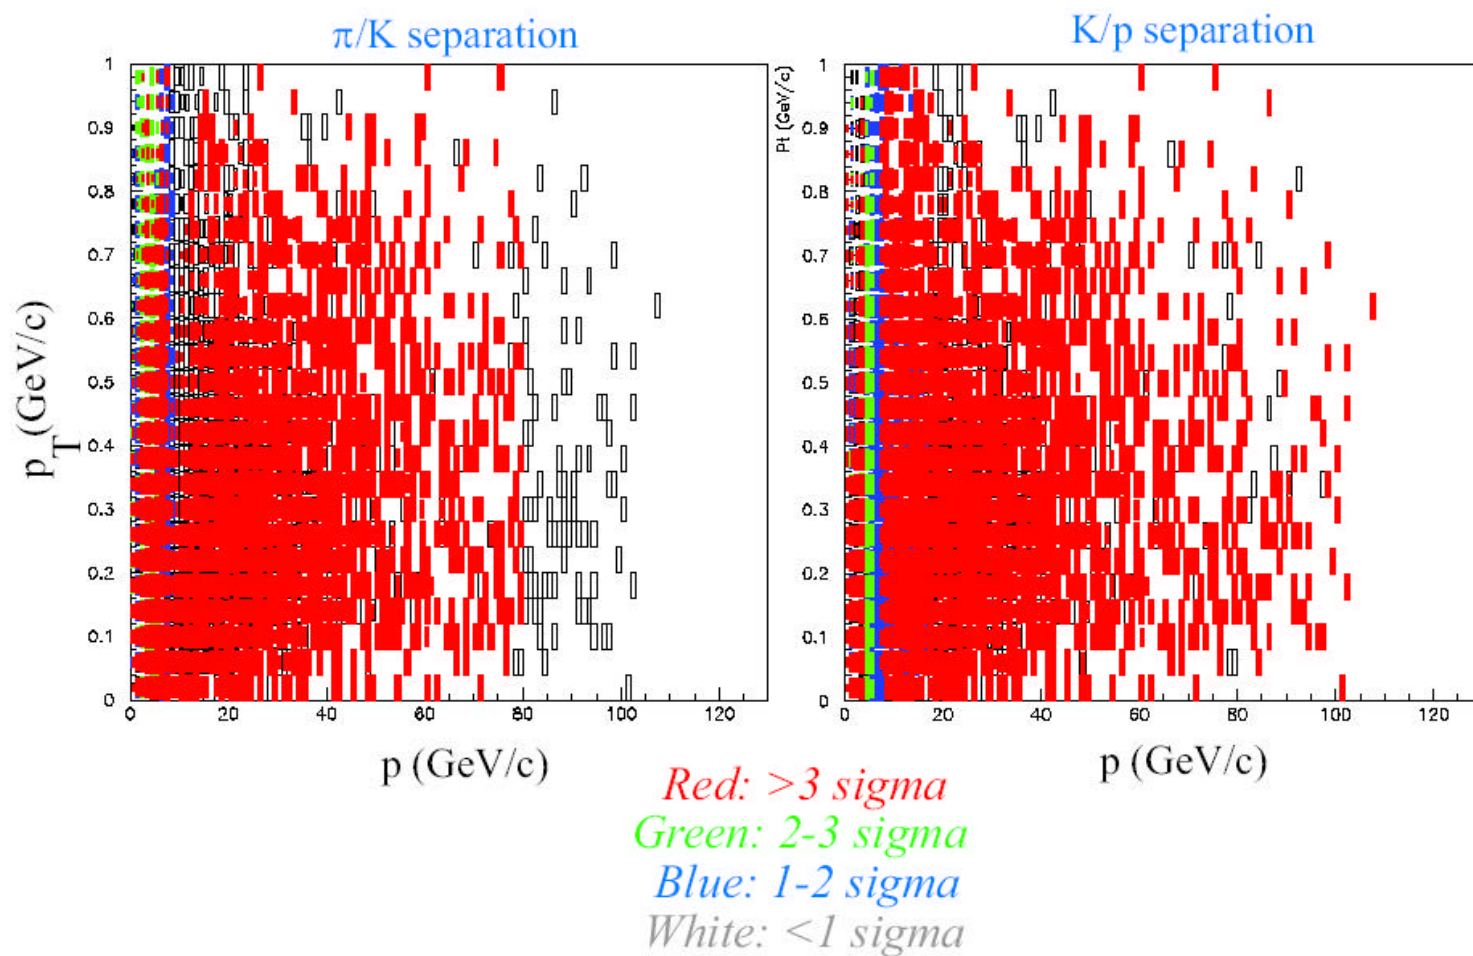 π/K separation
K/p separation
1
0.9
0.8
0.7
0.6
0.5
0.4
0.3
0.2
0.1
0
0 20 40 60 80 100 120
p_T (GeV/c)
p (GeV/c)
Pt (GeV/c)
1
0.9
0.8
0.7
0.6
0.5
0.4
0.3
0.2
0.1
0
0 20 40 60 80 100 120
p (GeV/c)
Red: >3 sigma
Green: 2-3 sigma
Blue: 1-2 sigma
White: <1 sigma